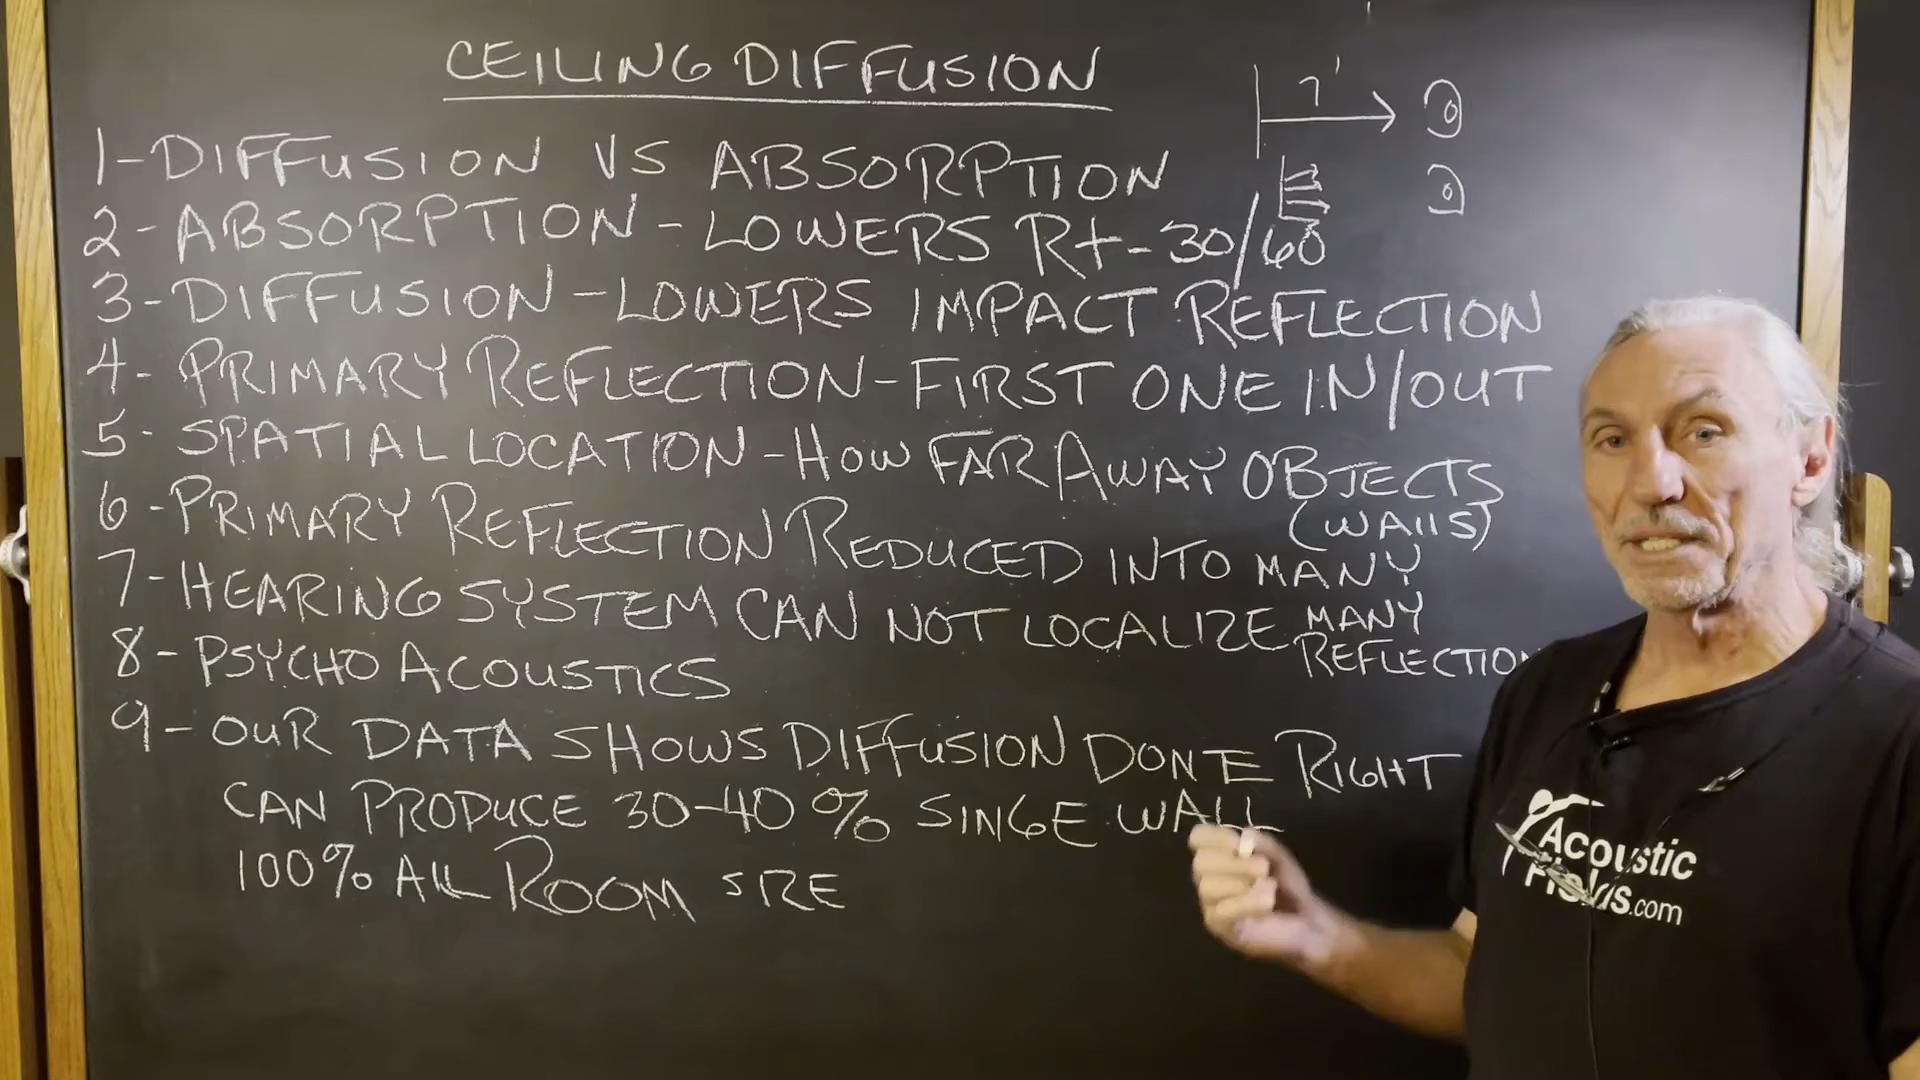 CEILING DIFFUSION
7'
1-DIFFUSION VS ABSORPTION
2-ABSORPTION-LOWERS Rt-30/60
3-DIFFUSION-LOWERS IMPACT REFLECTION
4-PRIMARY REFLECTION-FIRST ONE IN/OUT
5-SPATIAL LOCATION-HOW FAR AWAY OBJECTS
(WAllS)
6-PRIMARY REFLECTION REDUCED INTO MANY
7-HEARING SYSTEM CAN NOT LOCALIZE MANY
REFLECTION
8-PSYCHO ACOUSTICS
9-OUR DATA SHOWS DIFFUSION DONE RIGHT
CAN PRODUCE 30-40% SINGE WALL
100% ALL ROOM SRE
Acoustic
Fields.com